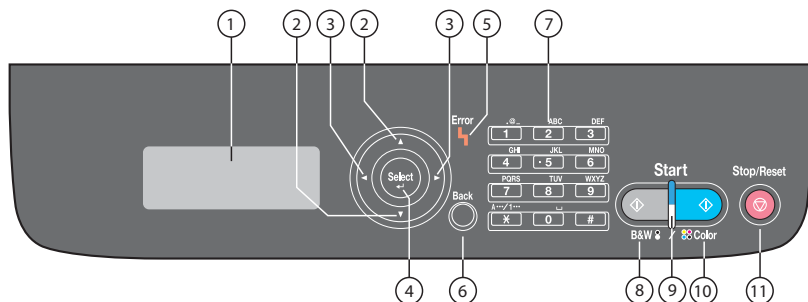 1 2 3 2 3 5 7
Error
.@_ ABC DEF
1 2 3
GHI JKL MNO
4 5 6
PQRS TUV WXYZ
7 8 9
A···/1···
* 0 #
Select
Back
Start
Stop/Reset
B&W Color
4 6 8 9 10 11